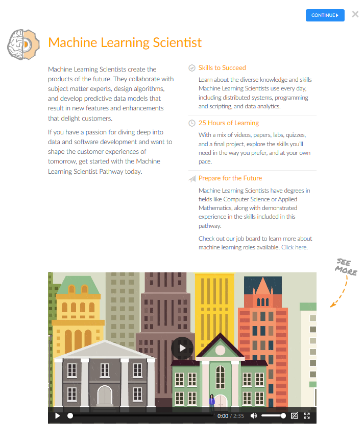 CONTINUE
Machine Learning Scientist
Machine Learning Scientists create the
products of the future. They collaborate with
subject matter experts, design algorithms,
and develop predictive data models that
result in new features and enhancements
that delight customers.
If you have a passion for diving deep into
data and software development and want to
shape the customer experiences of
tomorrow, get started with the Machine
Learning Scientist Pathway today.
Skills to Succeed
Learn about the diverse knowledge and skills
Machine Learning Scientists use every day,
including distributed systems, programming
and scripting, and data analytics.
25 Hours of Learning
With a mix of videos, papers, labs, quizzes,
and a final project, explore the skills you'll
need in the way you prefer, and at your own
pace.
Prepare for the Future
Machine Learning Scientists have degrees in
fields like Computer Science or Applied
Mathematics, along with demonstrated
experience in the skills included in this
pathway.
Check out our job board to learn more about
machine learning roles available. Click here.
SEE
MORE
0:00 / 2:35